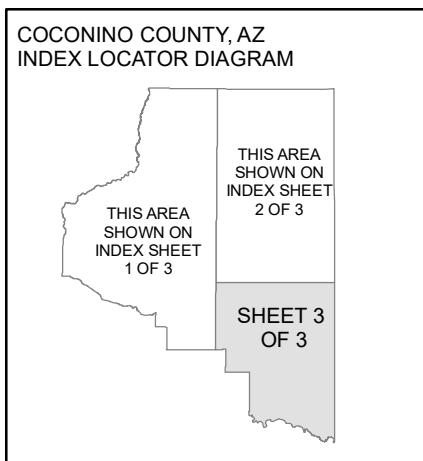 COCONINO COUNTY, AZ
INDEX LOCATOR DIAGRAM
THIS AREA
SHOWN ON
INDEX SHEET
1 OF 3
THIS AREA
SHOWN ON
INDEX SHEET
2 OF 3
SHEET 3
OF 3